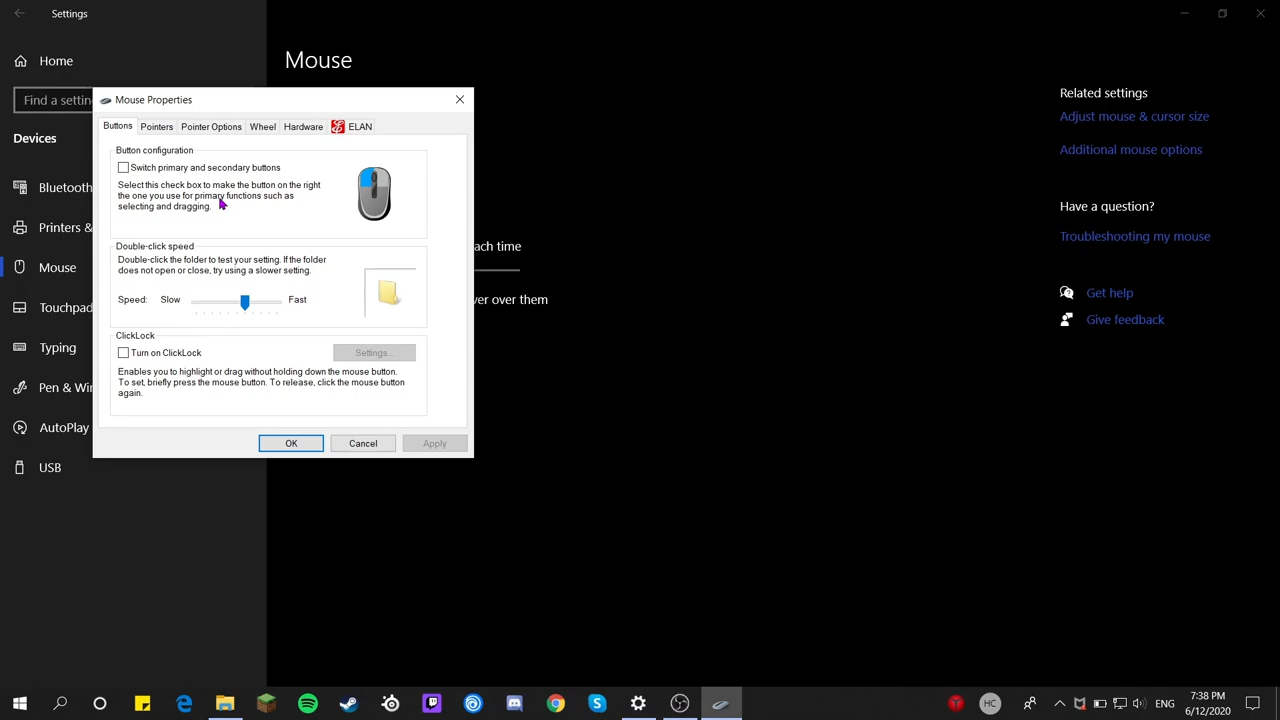 Settings
Home
Find a settin
Devices
Bluetooth
Printers &
Mouse
Touchpad
Typing
Pen & Wi
AutoPlay
USB
Mouse
ach time
ver over them
Mouse Properties
Buttons Pointers Pointer Options Wheel Hardware ELAN
Button configuration
Switch primary and secondary buttons
Select this check box to make the button on the right
the one you use for primary functions such as
selecting and dragging.
Double-click speed
Double-click the folder to test your setting. If the folder
does not open or close, try using a slower setting.
Speed: Slow Fast
ClickLock
Turn on ClickLock Settings...
Enables you to highlight or drag without holding down the mouse button.
To set, briefly press the mouse button. To release, click the mouse button
again.
OK Cancel Apply
Related settings
Adjust mouse & cursor size
Additional mouse options
Have a question?
Troubleshooting my mouse
Get help
Give feedback
HC
ENG
7:38 PM
6/12/2020